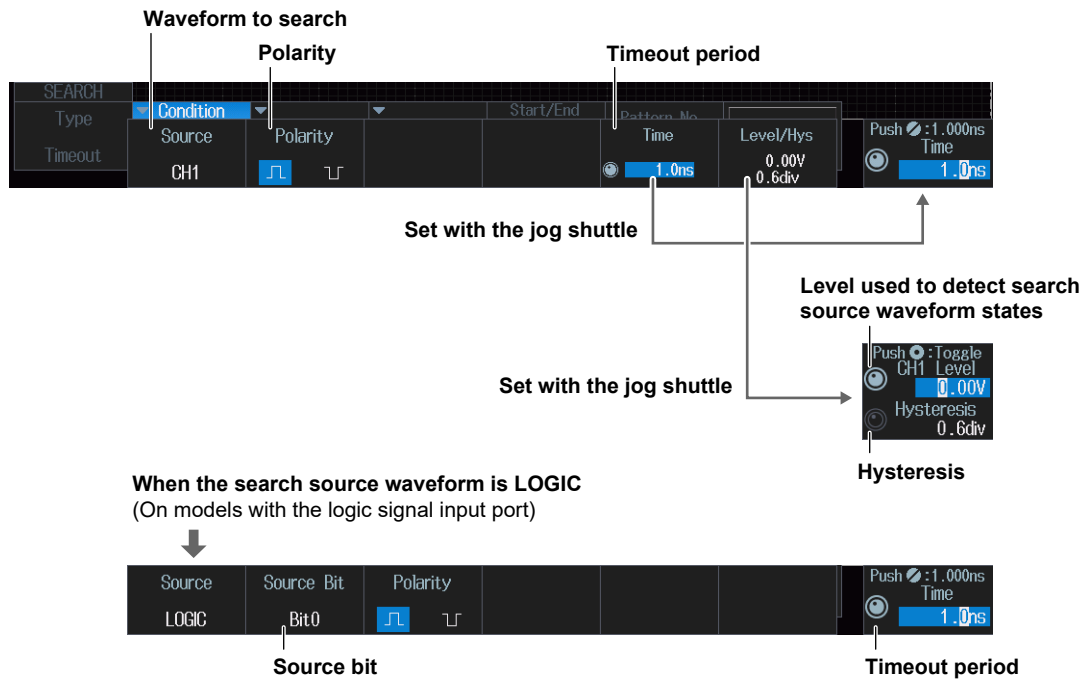 Waveform to search
Polarity
Timeout period
SEARCH
Type
Timeout
Condition
Start/End
Pattern No.
Source
CH1
Polarity
Time
1.0ns
Level/Hys
0.00V
0.6div
Push :1.000ns
Time
1.0ns
Set with the jog shuttle
Level used to detect search
source waveform states
Push :Toggle
CH1 Level
0.00V
Hysteresis
0.6div
Set with the jog shuttle
Hysteresis
When the search source waveform is LOGIC
(On models with the logic signal input port)
Source
LOGIC
Source Bit
Bit0
Polarity
Push :1.000ns
Time
1.0ns
Source bit
Timeout period